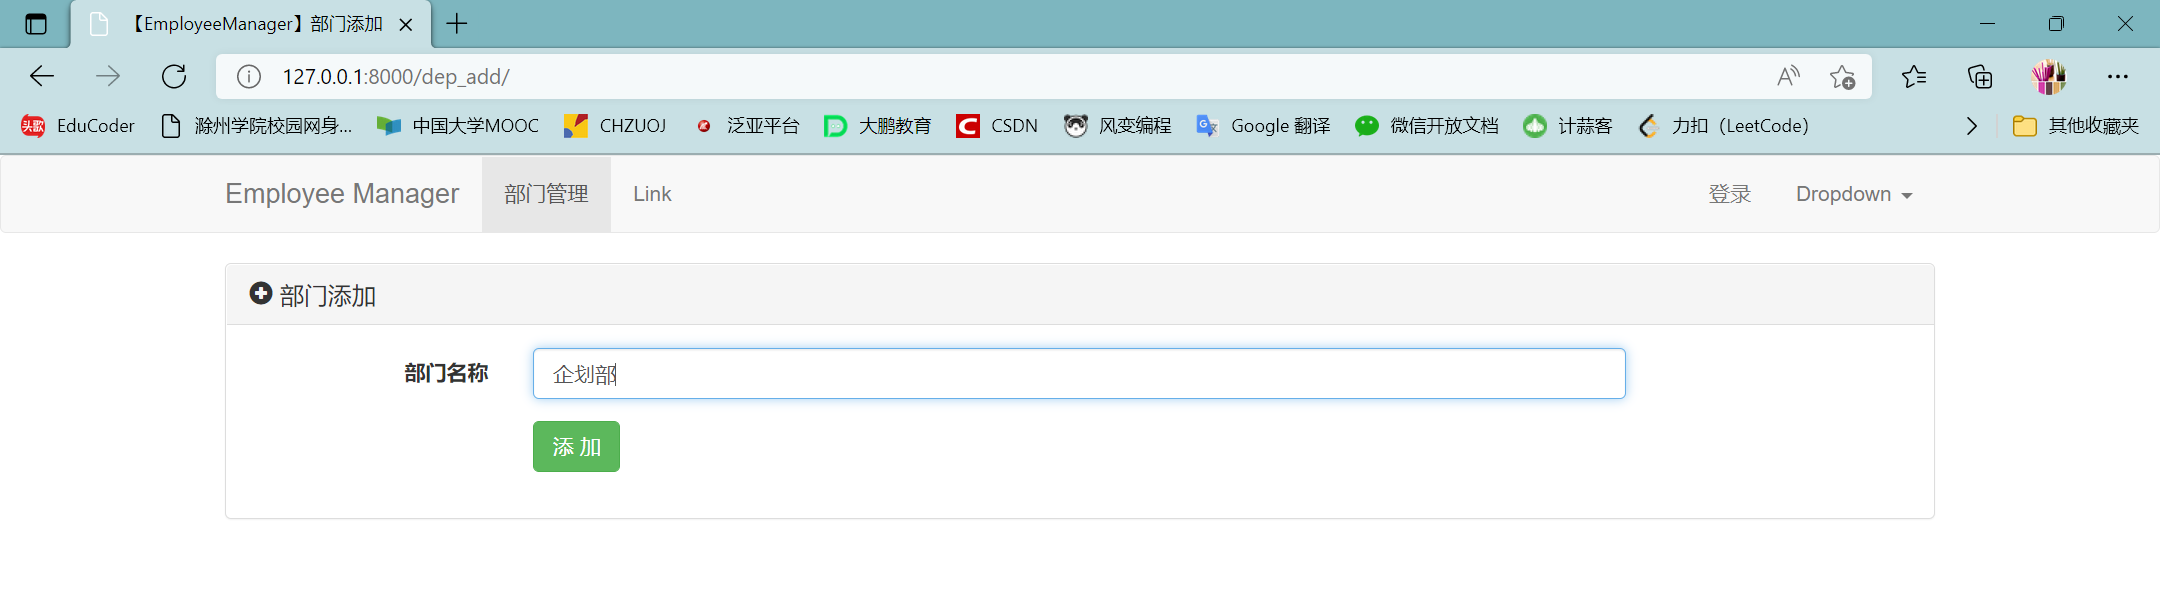 【EmployeeManager】部门添加
127.0.0.1:8000/dep_add/
头歌 EduCoder 滁州学院校园网身... 中国大学MOOC CHZUOJ 泛亚平台 大鹏教育 CSDN 风变编程 Google 翻译 微信开放文档 计蒜客 力扣（LeetCode） 其他收藏夹
Employee Manager 部门管理 Link 登录 Dropdown
部门添加
部门名称 企划部
添 加